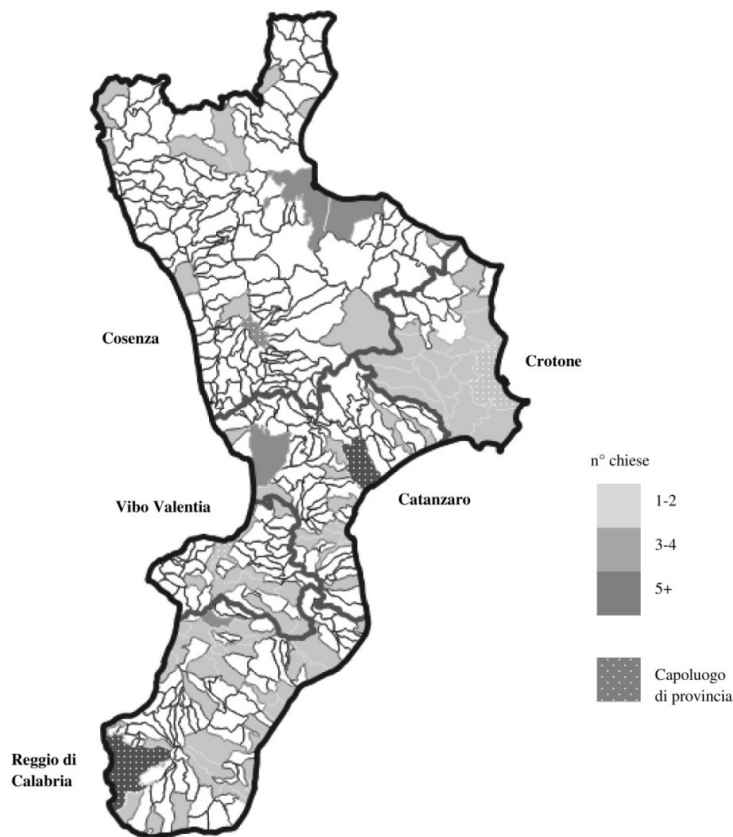 Cosenza
Crotone
n° chiese
1-2
Vibo Valentia
Catanzaro
3-4
5+
Capoluogo
di provincia
Reggio di
Calabria